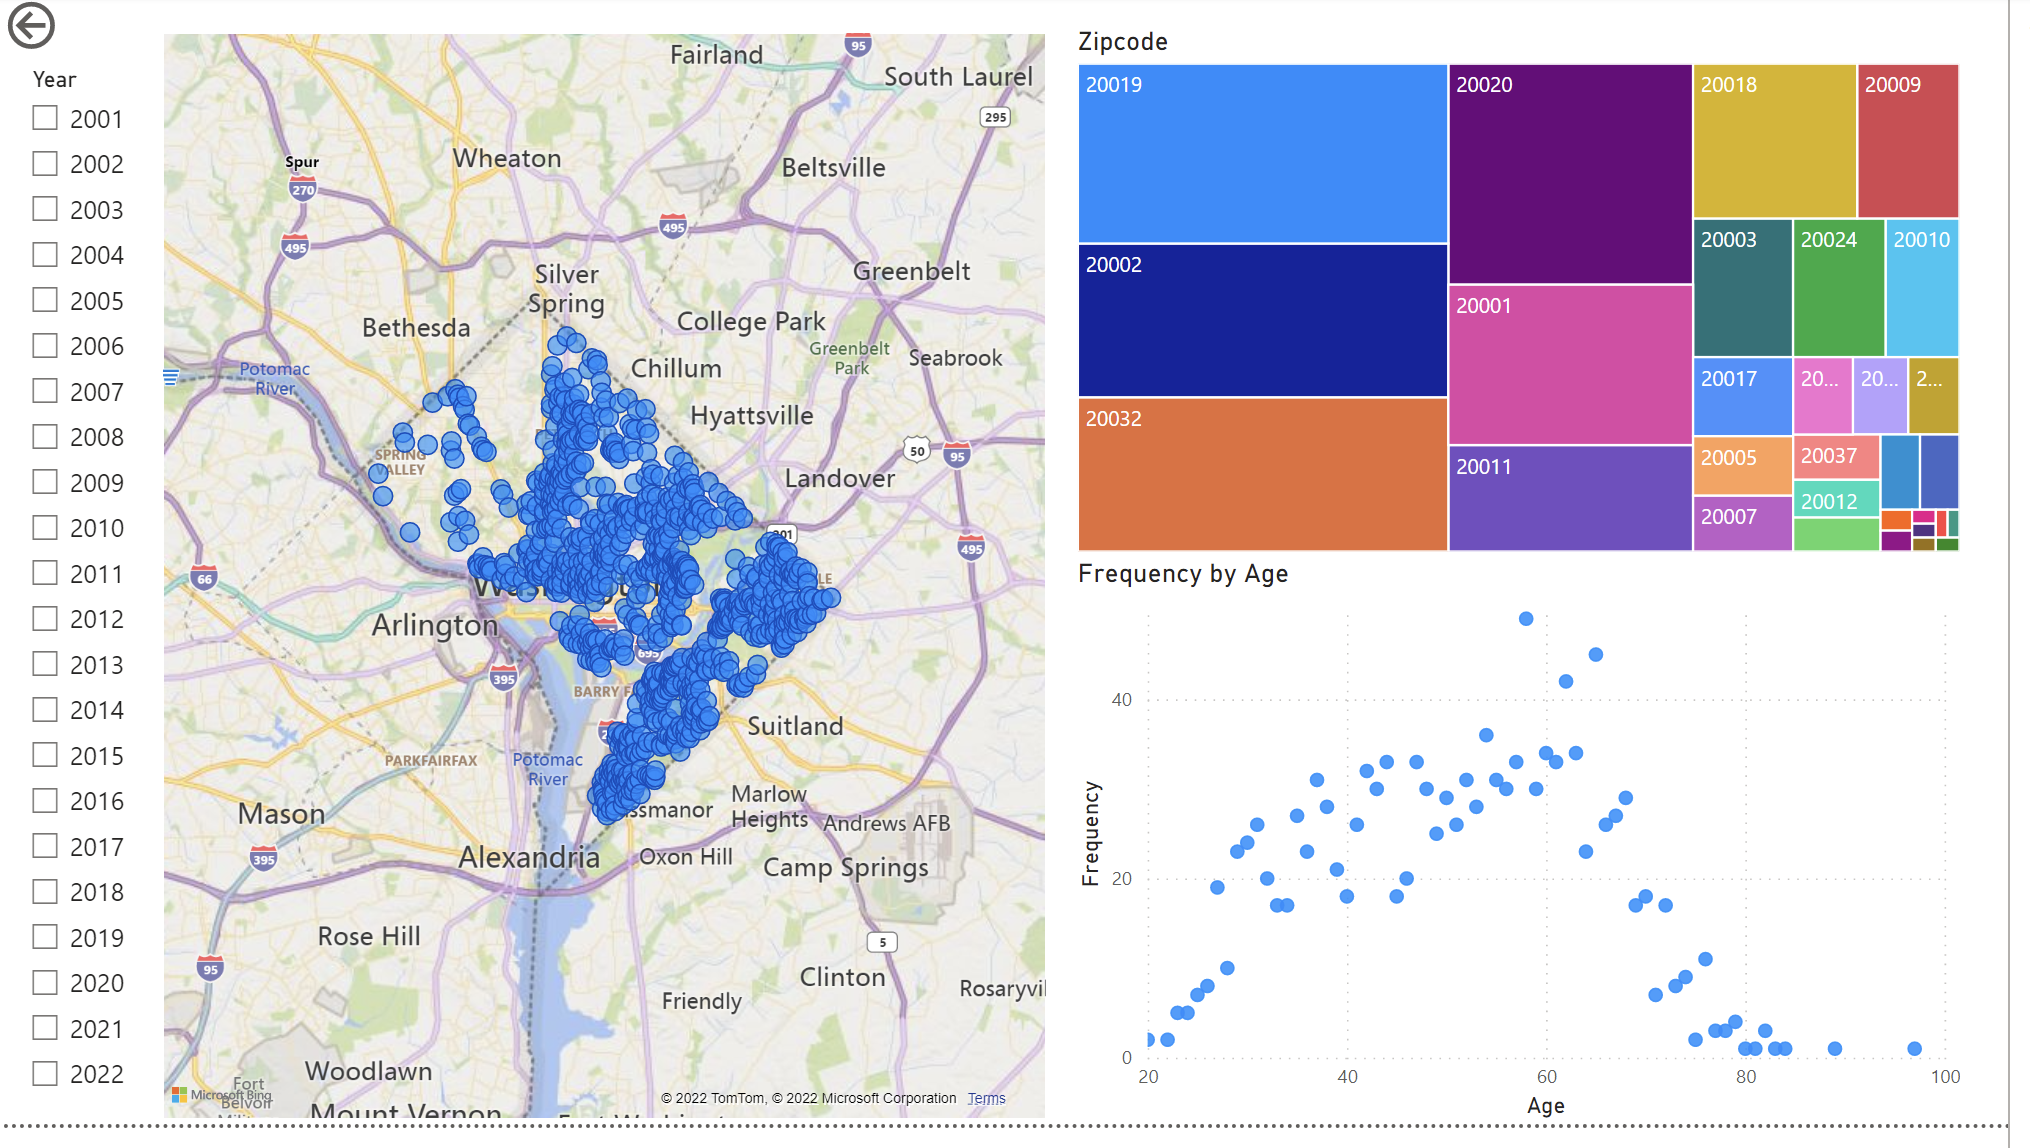 Year
2001
2002
2003
2004
2005
2006
2007
2008
2009
2010
2011
2012
2013
2014
2015
2016
2017
2018
2019
2020
2021
2022
Fairland
95
South Laurel
295
Spur
270
Wheaton
Beltsville
495
495
Silver
Spring
Greenbelt
Bethesda
College Park
Greenbelt
Park
Seabrook
Potomac
River
Chillum
Hyattsville
SPRING
VALLEY
50
95
Landover
495
66
Arlington
695
395
BARRY F
Suitland
PARKFAIRFAX
Potomac
River
Marlow
Heights
Mason
ssmanor
Andrews AFB
395
Alexandria
Oxon Hill
Camp Springs
Rose Hill
5
95
Clinton
Friendly
Rosaryvi
Woodlawn
Fort
Belvoir
Microsoft Bing
© 2022 TomTom, © 2022 Microsoft Corporation Terms
Mount Vernon
Zipcode
20019
20020
20018
20009
20002
20003
20024
20010
20032
20001
20017
20...
20...
2...
20011
20005
20037
20012
20007
Frequency by Age
Frequency
40
20
0
20
40
60
80
100
Age